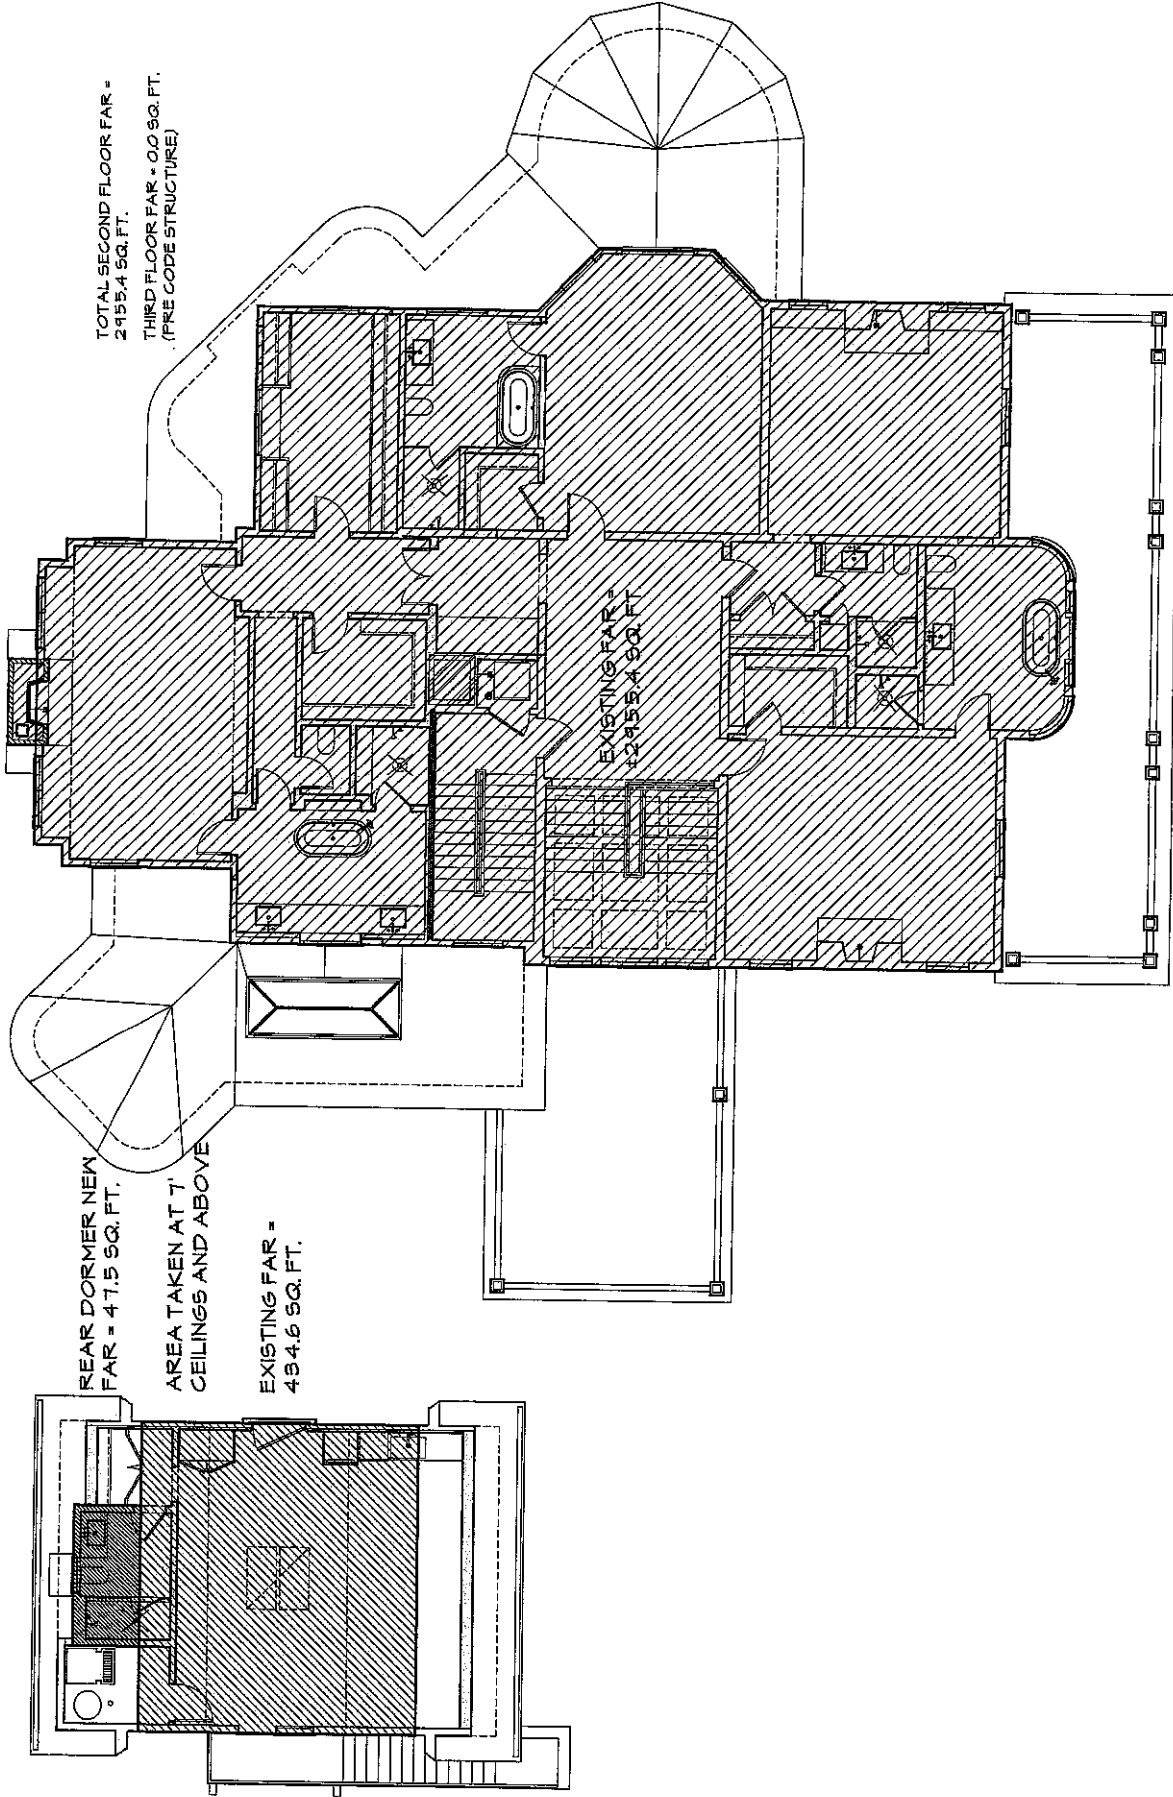 REAR DORMER NEW
FAR = 47.5 SQ. FT.
AREA TAKEN AT 7'
CEILINGS AND ABOVE
EXISTING FAR =
434.6 SQ. FT.
EXISTING FAR =
±2955.4 SQ. FT.
TOTAL SECOND FLOOR FAR =
2955.4 SQ. FT.
THIRD FLOOR FAR = 0.0 SQ. FT.
(PRE CODE STRUCTURE)